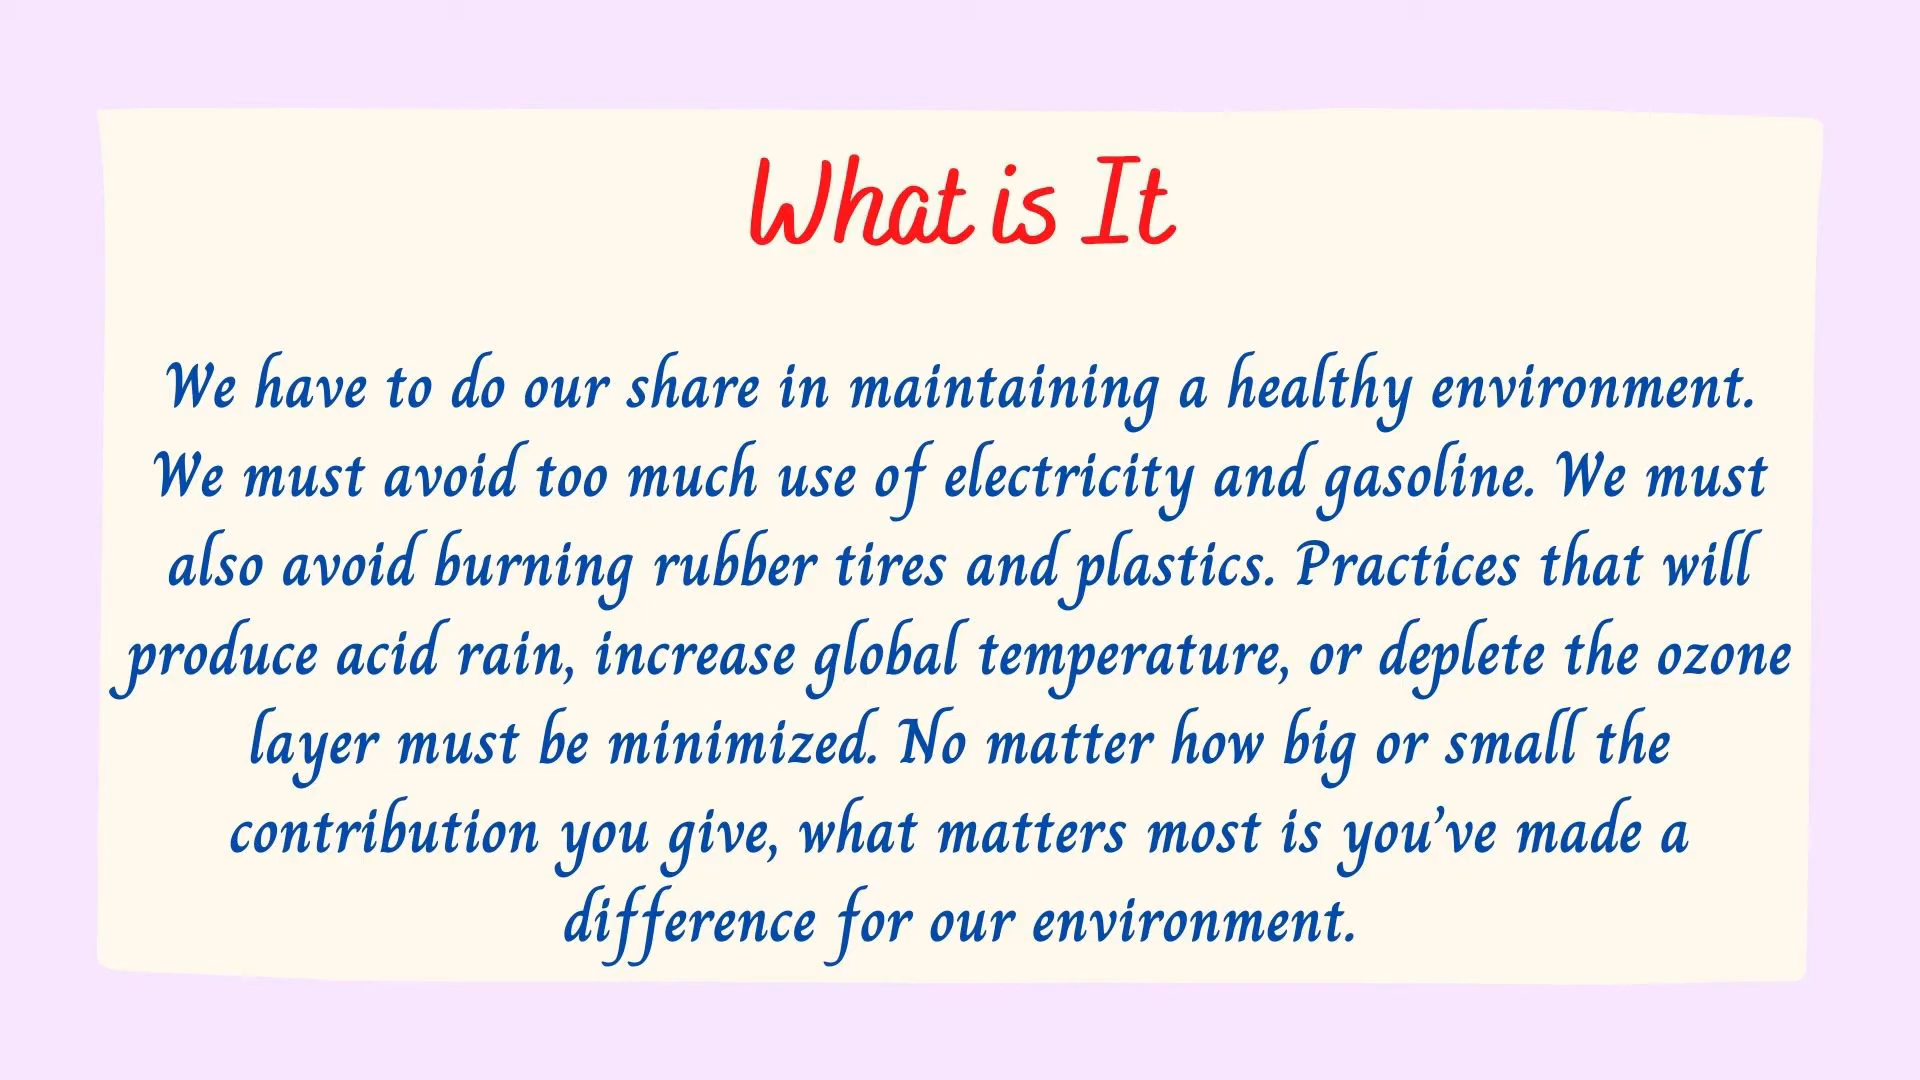 What is It
We have to do our share in maintaining a healthy environment.
We must avoid too much use of electricity and gasoline. We must
also avoid burning rubber tires and plastics. Practices that will
produce acid rain, increase global temperature, or deplete the ozone
layer must be minimized. No matter how big or small the
contribution you give, what matters most is you’ve made a
difference for our environment.